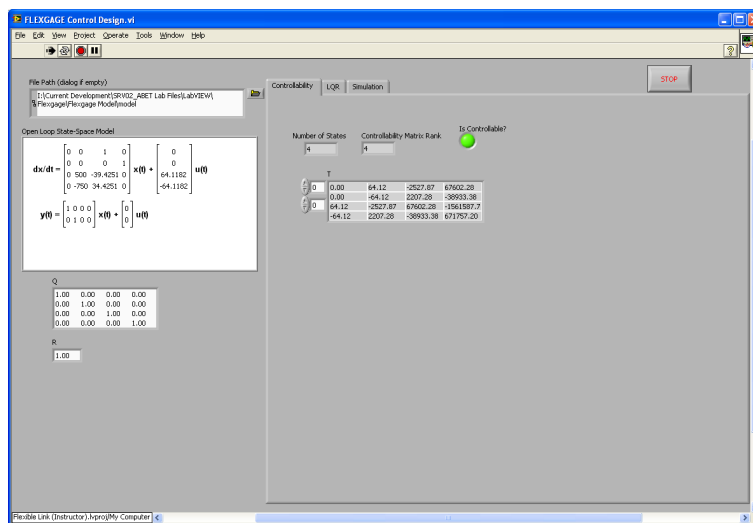 FLEXGAGE Control Design.vi
File Edit View Project Operate Tools Window Help
File Path (dialog if empty)
I:\Current Development\SRV02_ABET Lab Files\LabVIEW\
Flexgage\Flexgage Model\model
Open Loop State-Space Model
dx/dt = [0 0 1 0
0 0 0 1
0 500 -39.4251 0
0 -750 34.4251 0] x(t) + [0
0
64.1182
-64.1182] u(t)
y(t) = [1 0 0 0
0 1 0 0] x(t) + [0
0] u(t)
Q
1.00 0.00 0.00 0.00
0.00 1.00 0.00 0.00
0.00 0.00 1.00 0.00
0.00 0.00 0.00 1.00
R
1.00
Controllability LQR Simulation
STOP
Number of States Controllability Matrix Rank Is Controllable?
4 4
T
0 0.00 64.12 -2527.87 67602.28
0.00 -64.12 2207.28 -38933.38
0 64.12 -2527.87 67602.28 -1561587.7
-64.12 2207.28 -38933.38 671757.20
Flexible Link (Instructor).lvproj/My Computer